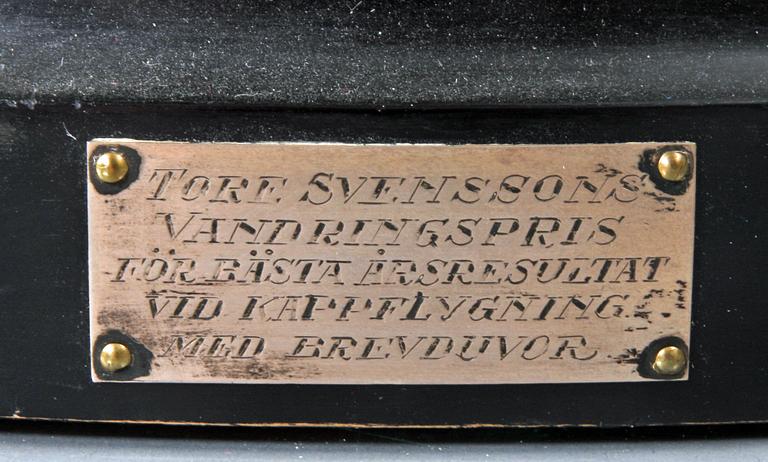 TORE SVENSSONS
VANDRINGSPRIS
FÖR BÄSTA ÅRSRESULTAT
VID KAPPFLYGNING
MED BREVDUVOR